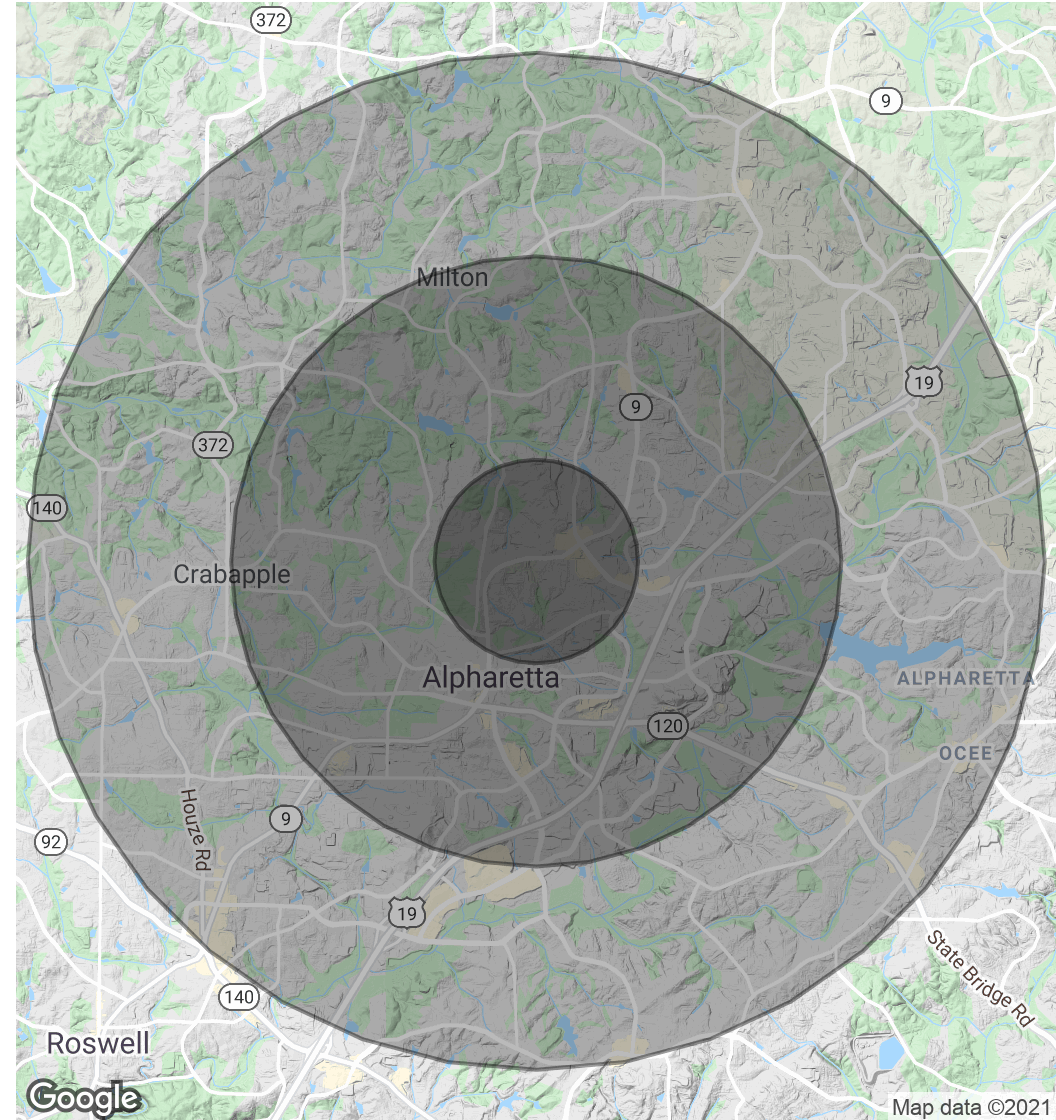 372
9
Milton
19
9
372
140
Crabapple
Alpharetta
ALPHARETTA
120
OCEE
Houze Rd
9
92
19
State Bridge Rd
140
Roswell
Google
Map data ©2021